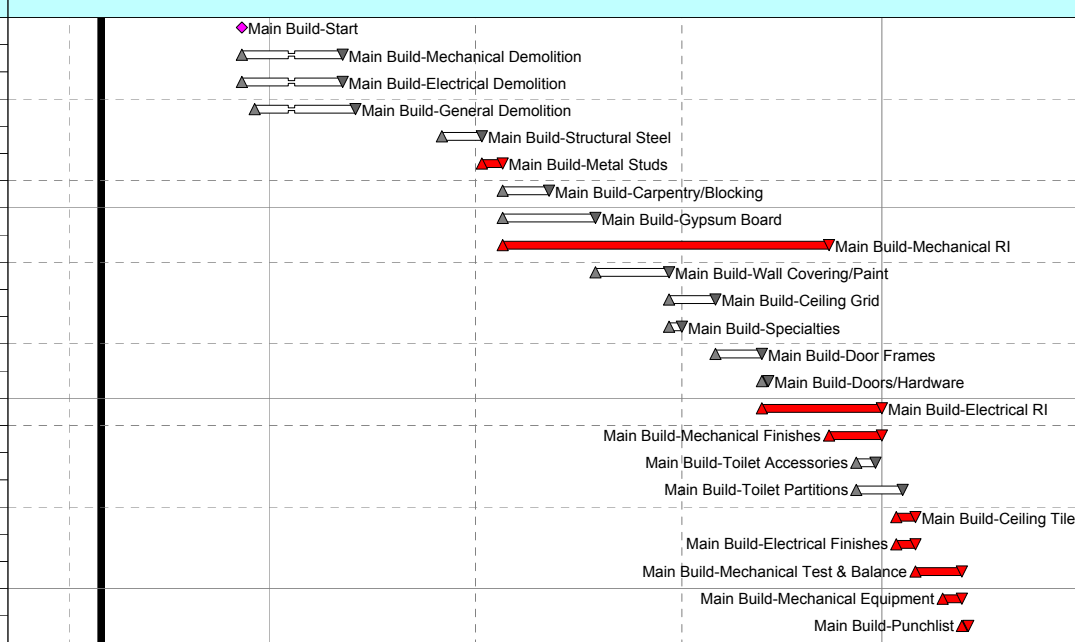 Main Build-Start
Main Build-Mechanical Demolition
Main Build-Electrical Demolition
Main Build-General Demolition
Main Build-Structural Steel
Main Build-Metal Studs
Main Build-Carpentry/Blocking
Main Build-Gypsum Board
Main Build-Mechanical RI
Main Build-Wall Covering/Paint
Main Build-Ceiling Grid
Main Build-Specialties
Main Build-Door Frames
Main Build-Doors/Hardware
Main Build-Electrical RI
Main Build-Mechanical Finishes
Main Build-Toilet Accessories
Main Build-Toilet Partitions
Main Build-Ceiling Tile
Main Build-Electrical Finishes
Main Build-Mechanical Test & Balance
Main Build-Mechanical Equipment
Main Build-Punchlist